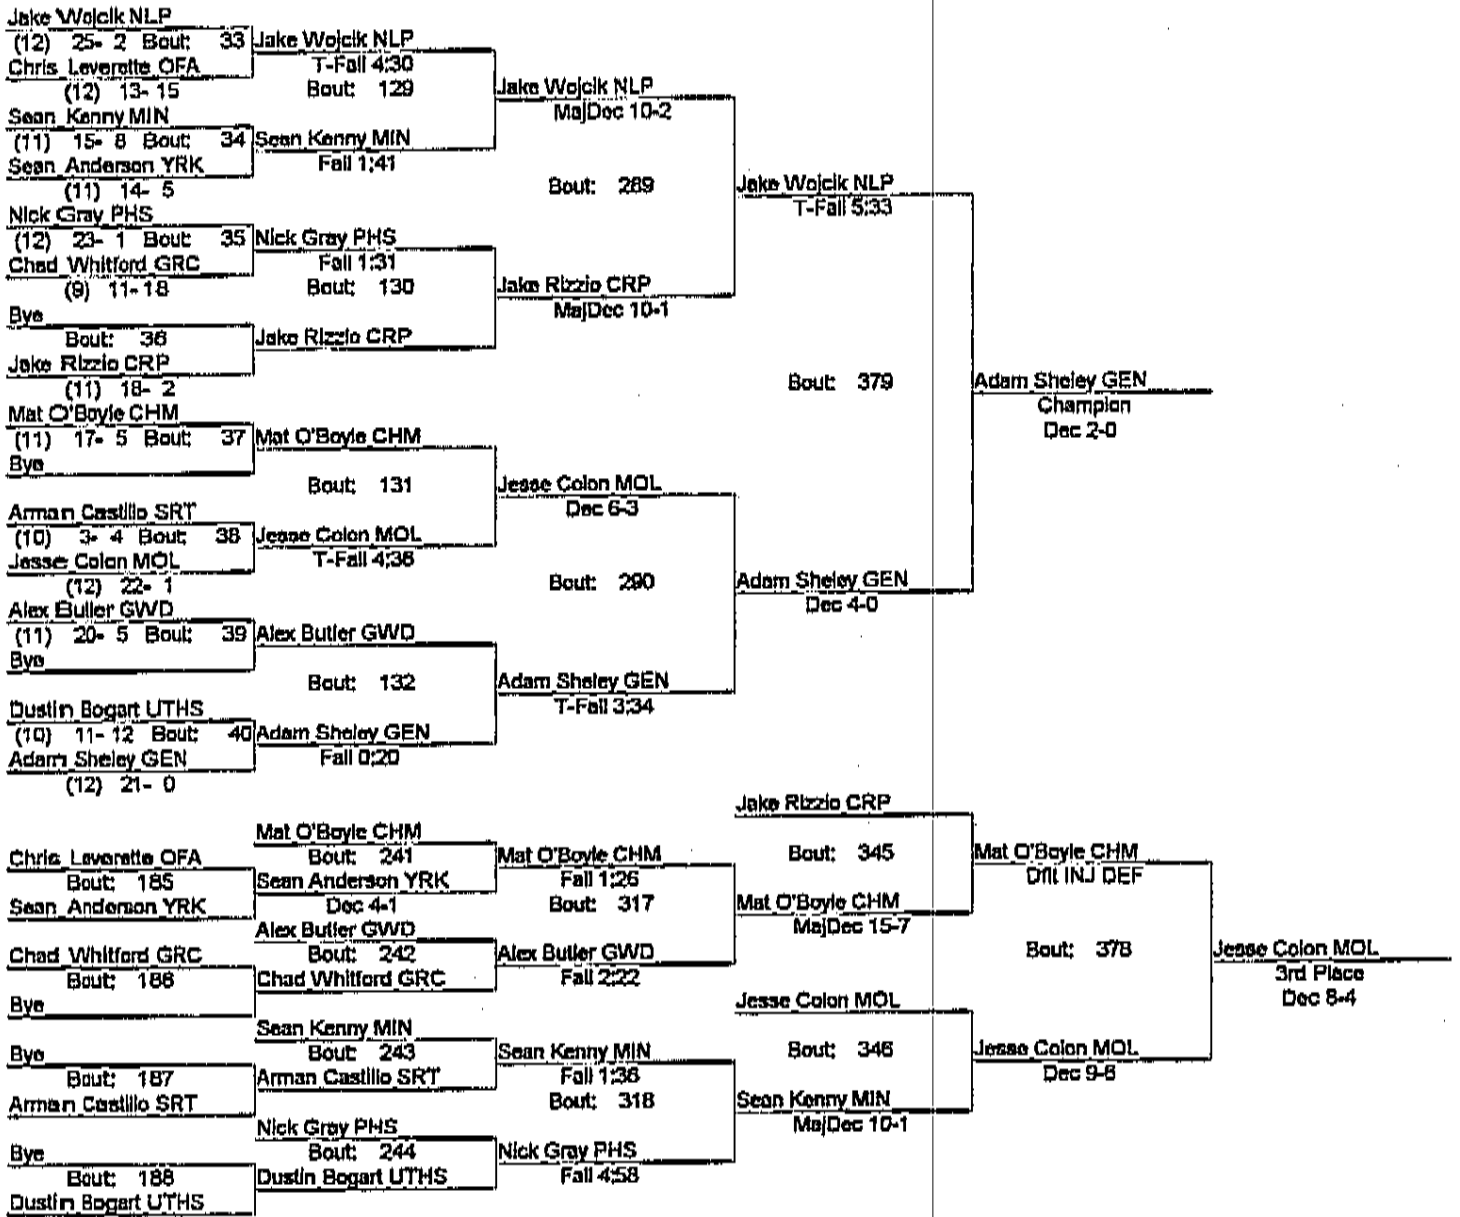 Jake Wojcik NLP
(12) 25- 2 Bout: 33
Chris Leverette OFA
(12) 13- 15
Sean Kenny MIN
(11) 15- 8 Bout: 34
Sean Anderson YRK
(11) 14- 5
Nick Gray PHS
(12) 23- 1 Bout: 35
Chad Whitford GRC
(9) 11- 18
Bye
Bout: 36
Jake Rizzio CRP
(11) 18- 2
Mat O'Boyle CHM
(11) 17- 5 Bout: 37
Bye
Arman Castillo SRT
(10) 3- 4 Bout: 38
Jesse Colon MOL
(12) 22- 1
Alex Butler GWD
(11) 20- 5 Bout: 39
Bye
Dustin Bogart UTHS
(10) 11- 12 Bout: 40
Adam Sheley GEN
(12) 21- 0
Jake Wojcik NLP
T-Fall 4:30
Bout: 129
Sean Kenny MIN
Fall 1:41
Nick Gray PHS
Fall 1:31
Bout: 130
Jake Rizzio CRP
Mat O'Boyle CHM
Bout: 131
Jesse Colon MOL
T-Fall 4:36
Alex Butler GWD
Bout: 132
Adam Sheley GEN
Fall 0:20
Jake Wojcik NLP
MajDec 10-2
Bout: 289
Jake Rizzio CRP
MajDec 10-1
Jesse Colon MOL
Dec 6-3
Bout: 290
Adam Sheley GEN
T-Fall 3:34
Jake Wojcik NLP
T-Fall 5:33
Bout: 379
Adam Sheley GEN
Dec 4-0
Adam Sheley GEN
Champion
Dec 2-0
Chris Leverette OFA
Bout: 185
Sean Anderson YRK
Chad Whitford GRC
Bout: 186
Bye
Bye
Bout: 187
Arman Castillo SRT
Bye
Bout: 188
Dustin Bogart UTHS
Mat O'Boyle CHM
Bout: 241
Sean Anderson YRK
Dec 4-1
Alex Butler GWD
Bout: 242
Chad Whitford GRC
Sean Kenny MIN
Bout: 243
Arman Castillo SRT
Nick Gray PHS
Bout: 244
Dustin Bogart UTHS
Mat O'Boyle CHM
Fall 1:26
Bout: 317
Alex Butler GWD
Fall 2:22
Sean Kenny MIN
Fall 1:36
Bout: 318
Nick Gray PHS
Fall 4:58
Jake Rizzio CRP
Bout: 345
Mat O'Boyle CHM
MajDec 15-7
Jesse Colon MOL
Bout: 346
Sean Kenny MIN
MajDec 10-1
Mat O'Boyle CHM
Dflt INJ DEF
Bout: 378
Jesse Colon MOL
Dec 9-6
Jesse Colon MOL
3rd Place
Dec 8-4